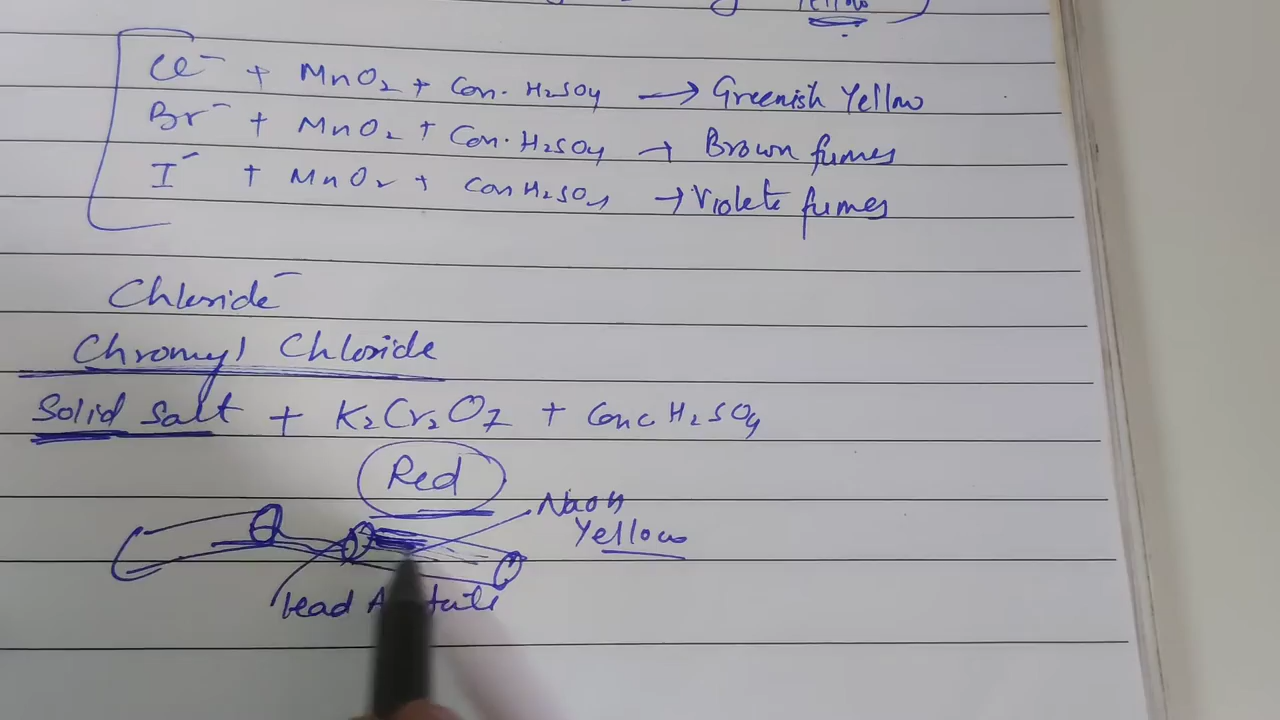 Yellow
Cl⁻ + MnO2 + Con. H2SO4 → Greenish Yellow
Br⁻ + MnO2 + Con. H2SO4 → Brown fumes
I⁻ + MnO2 + Con H2SO4 → Violete fumes
Chloride⁻
Chromyl Chloride
Solid Salt + K2Cr2O7 + Conc H2SO4
Red
NaOH
Yellow
Lead